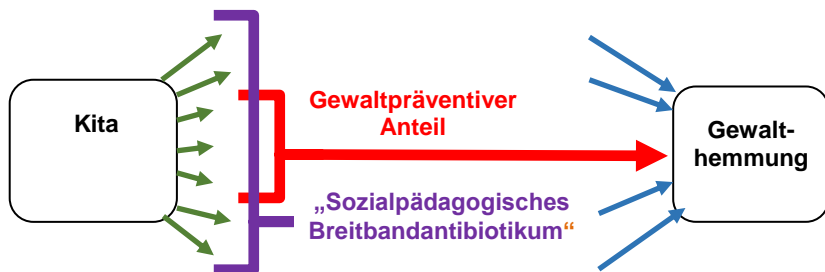 Kita
Gewaltpräventiver
Anteil
Gewalt-
hemmung
„Sozialpädagogisches
Breitbandantibiotikum“